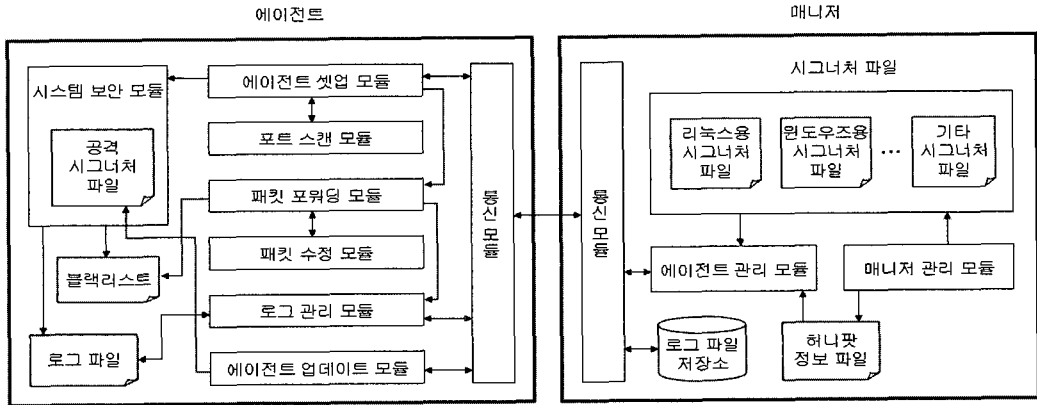 에이전트
매니저
시스템 보안 모듈
공격
시그너처
파일
블랙리스트
로그 파일
에이전트 셋업 모듈
포트 스캔 모듈
패킷 포워딩 모듈
패킷 수정 모듈
로그 관리 모듈
에이전트 업데이트 모듈
통신 모듈
통신 모듈
시그너처 파일
리눅스용
시그너처
파일
윈도우즈용
시그너처
파일
...
기타
시그너처
파일
에이전트 관리 모듈
매니저 관리 모듈
로그 파일
저장소
허니팟
정보 파일